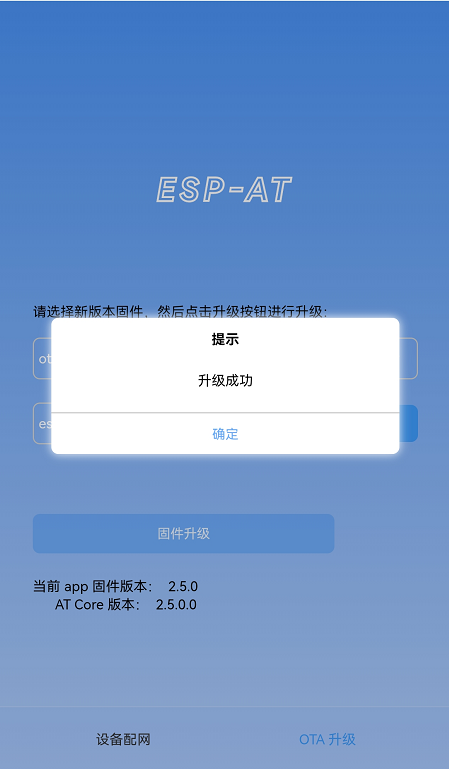 ESP-AT
请选择新版本固件，然后点击升级按钮进行升级：
提示
ot
升级成功
es
确定
固件升级
当前 app 固件版本： 2.5.0
AT Core 版本： 2.5.0.0
设备配网
OTA 升级